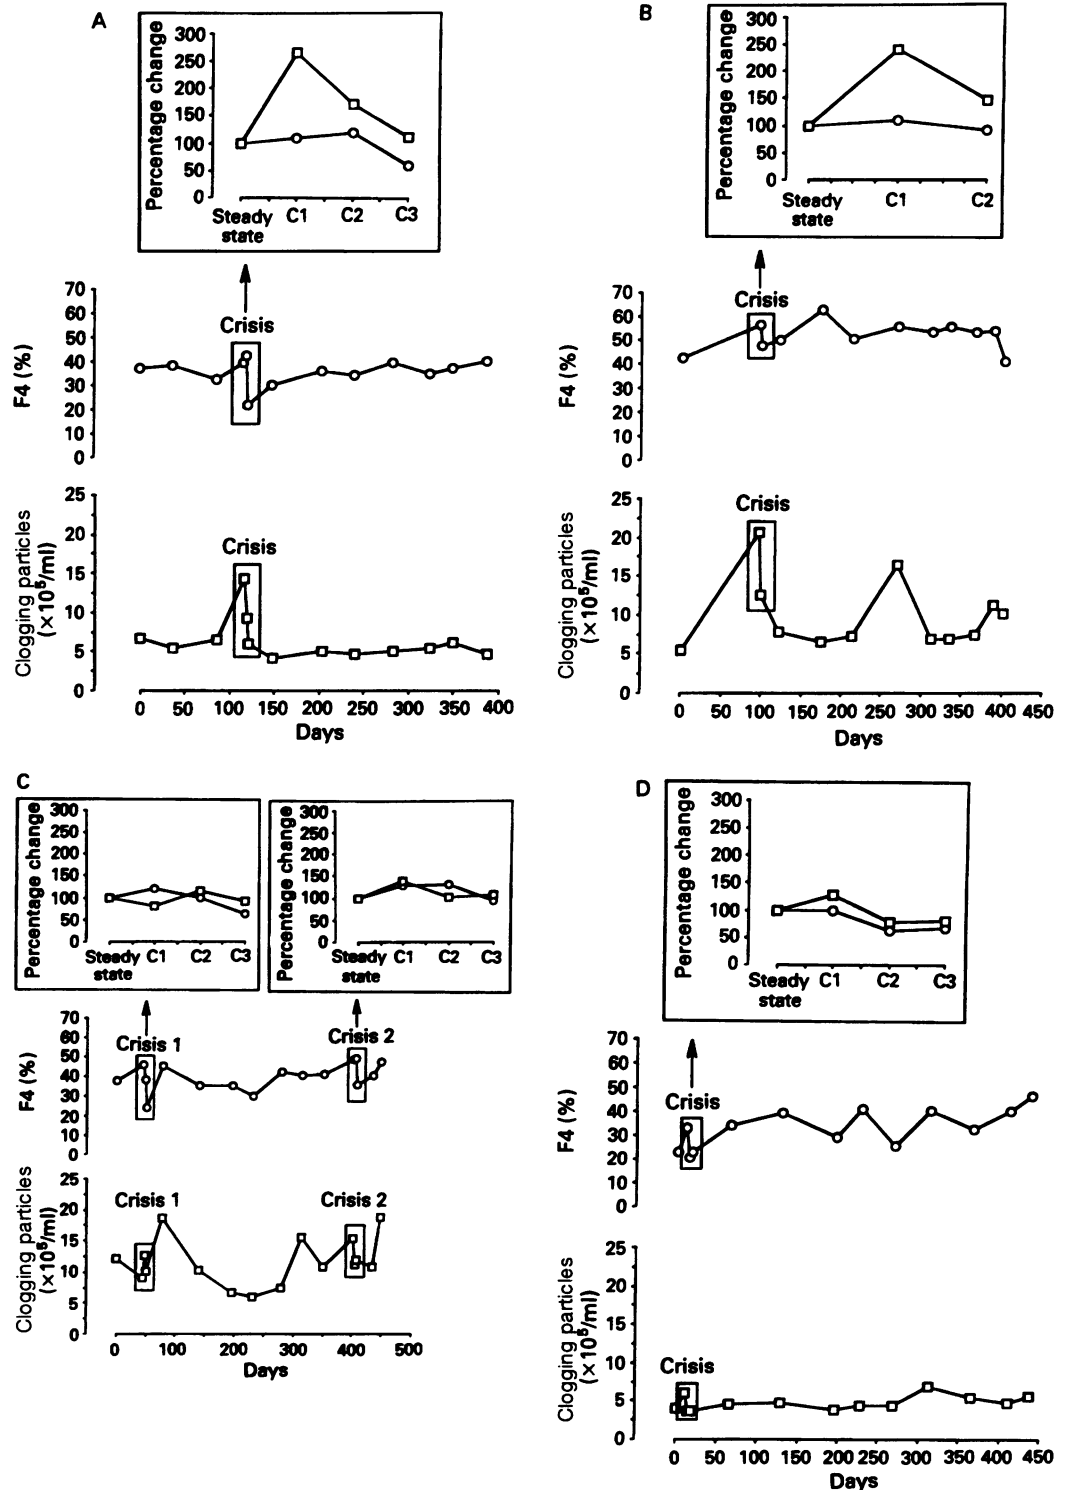 A
Percentage change
300
250
200
150
100
50
0
Steady state
C1
C2
C3
Crisis
F4 (%)
70
60
50
40
30
20
10
0
Crisis
Clogging particles
(×10⁵/ml)
25
20
15
10
5
0
0 50 100 150 200 250 300 350 400
Days
B
Percentage change
300
250
200
150
100
50
0
Steady state
C1
C2
Crisis
F4 (%)
70
60
50
40
30
20
10
0
Crisis
Clogging particles
(×10⁵/ml)
25
20
15
10
5
0
0 50 100 150 200 250 300 350 400 450
Days
C
Percentage change
300
250
200
150
100
50
0
Steady state
C1
C2
C3
Percentage change
300
250
200
150
100
50
0
Steady state
C1
C2
C3
Crisis 1
Crisis 2
F4 (%)
70
60
50
40
30
20
10
0
Crisis 1
Crisis 2
Clogging particles
(×10⁵/ml)
25
20
15
10
5
0
0 100 200 300 400 500
Days
D
Percentage change
300
250
200
150
100
50
0
Steady state
C1
C2
C3
Crisis
F4 (%)
70
60
50
40
30
20
10
0
Crisis
Clogging particles
(×10⁵/ml)
25
20
15
10
5
0
0 50 100 150 200 250 300 350 400 450
Days